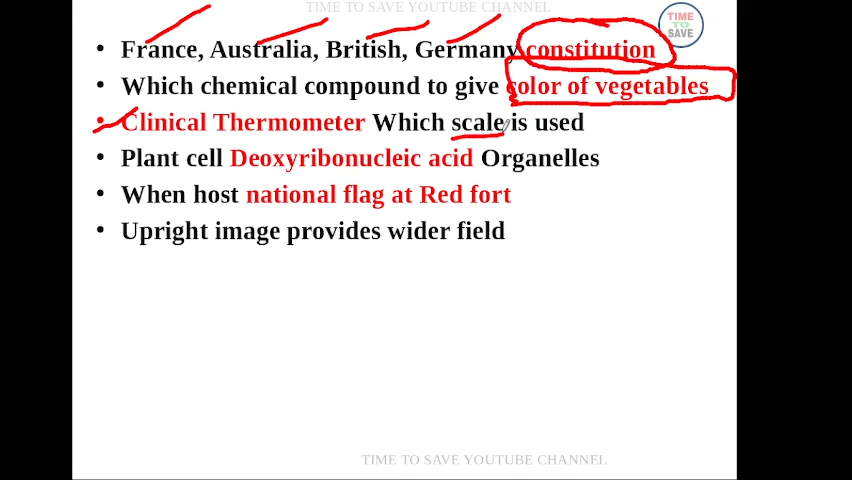 TIME TO SAVE YOUTUBE CHANNEL
TIME
TO
SAVE
• France, Australia, British, Germany constitution
• Which chemical compound to give color of vegetables
• Clinical Thermometer Which scale is used
• Plant cell Deoxyribonucleic acid Organelles
• When host national flag at Red fort
• Upright image provides wider field
TIME TO SAVE YOUTUBE CHANNEL